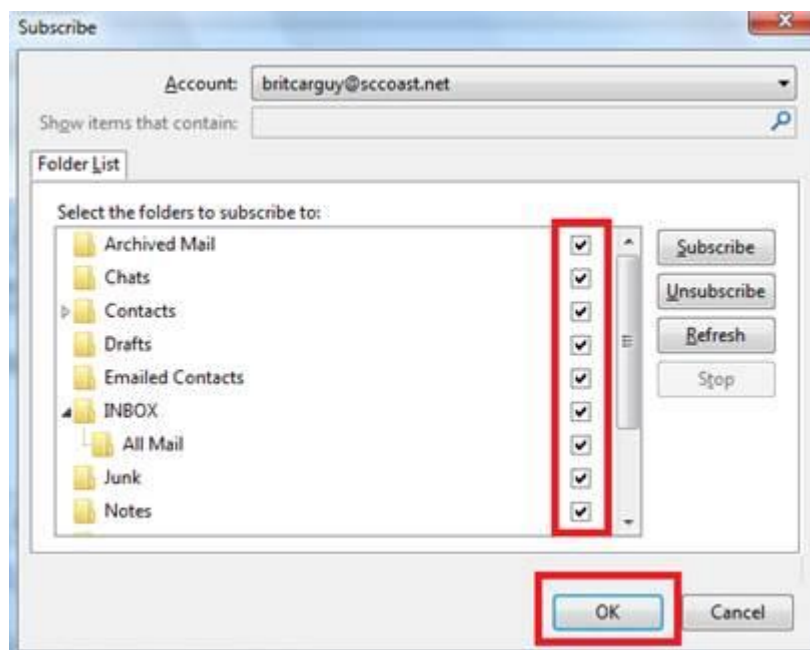 Subscribe
Account: britcarguy@sccoast.net
Show items that contain:
Folder List
Select the folders to subscribe to:
Archived Mail
Chats
Contacts
Drafts
Emailed Contacts
INBOX
All Mail
Junk
Notes
Subscribe
Unsubscribe
Refresh
Stop
OK Cancel